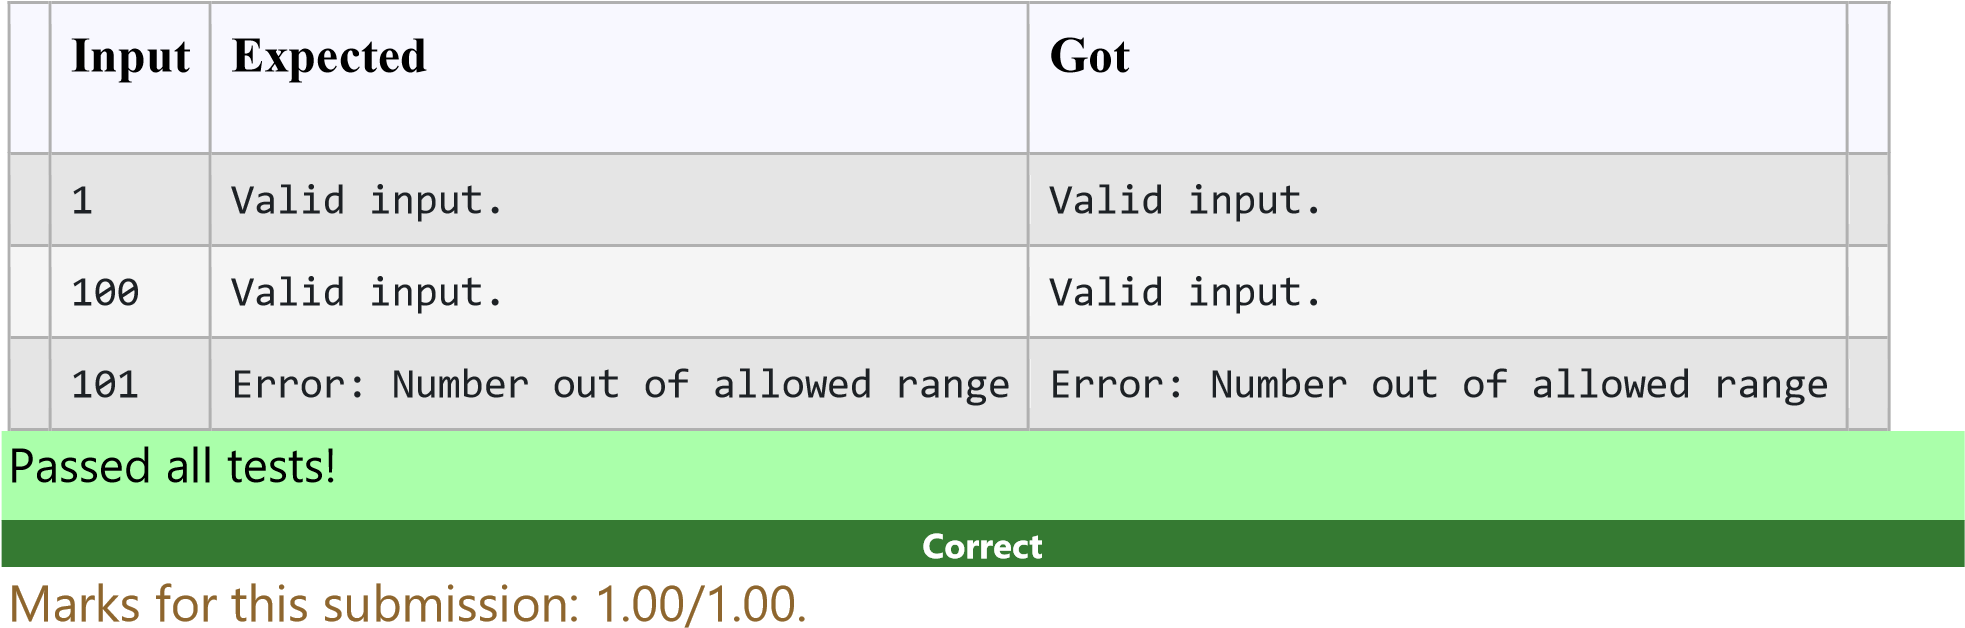 Input Expected Got
1 Valid input. Valid input.
100 Valid input. Valid input.
101 Error: Number out of allowed range Error: Number out of allowed range
Passed all tests!
Correct
Marks for this submission: 1.00/1.00.